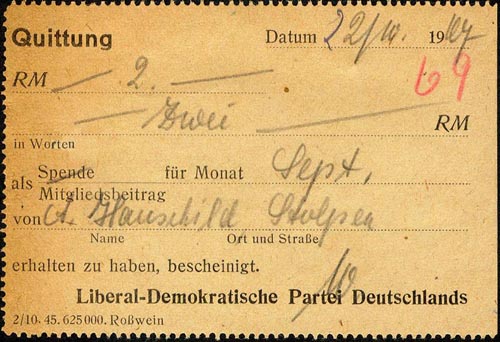 Quittung Datum 22/10. 1947
RM — 2. —
69
— Zwei — RM
in Worten
als Spende für Monat Sept.
Mitgliedsbeitrag
von A. Hauschild, Stolpen
Name Ort und Straße
erhalten zu haben, bescheinigt.
Liberal-Demokratische Partei Deutschlands
2/10. 45. 625 000. Roßwein